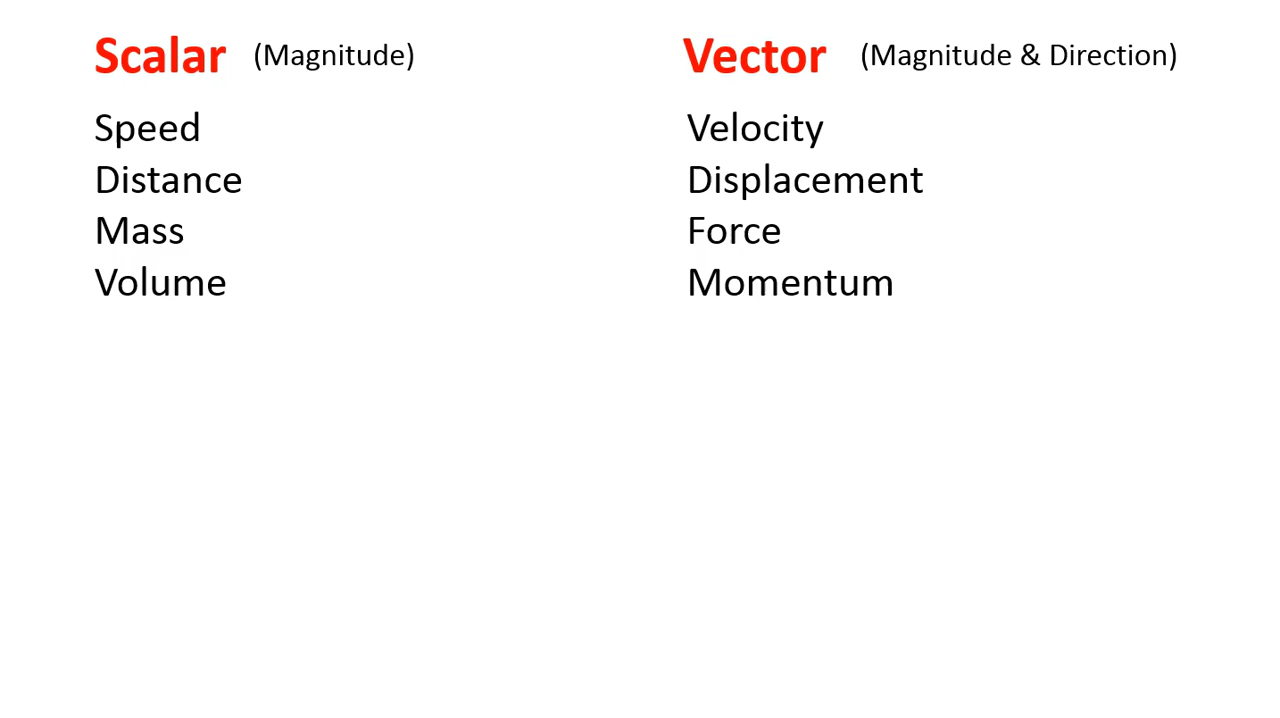 Scalar (Magnitude)
Speed
Distance
Mass
Volume
Vector (Magnitude & Direction)
Velocity
Displacement
Force
Momentum